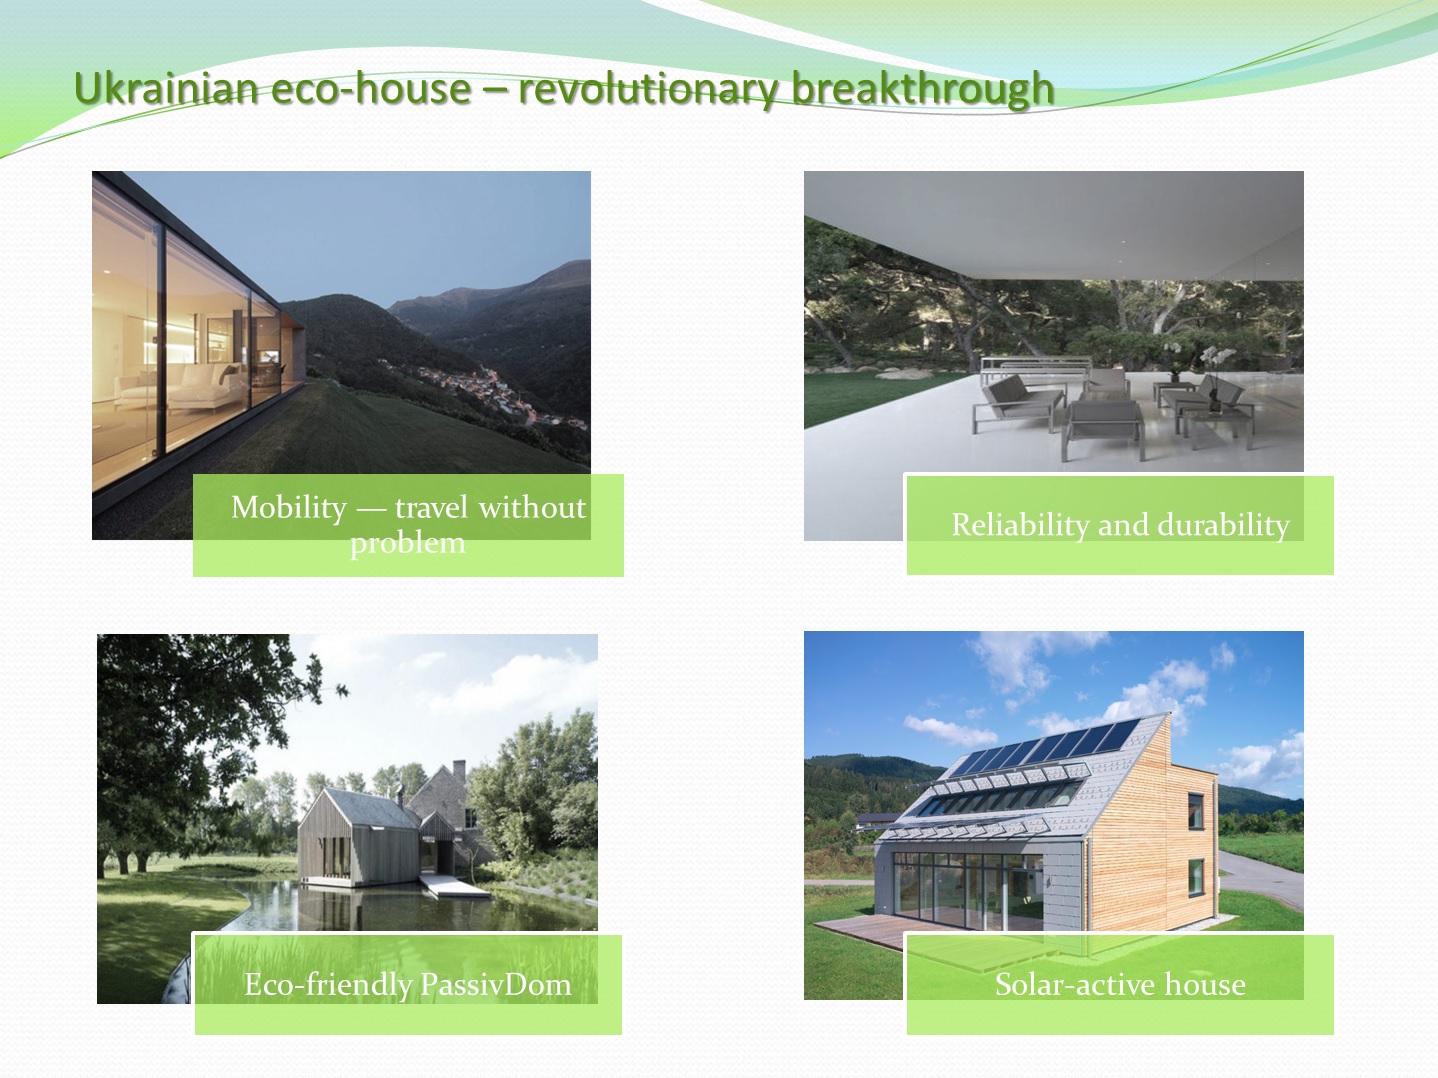 Ukrainian eco-house – revolutionary breakthrough
Mobility — travel without
problem
Reliability and durability
Eco-friendly PassivDom
Solar-active house